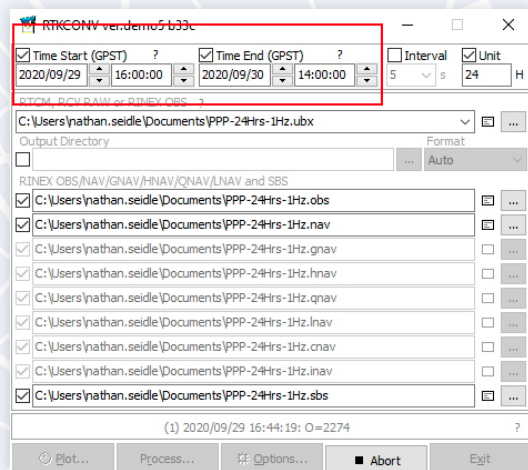 RTKCONV ver.demo5 b33c
Time Start (GPST) ? Time End (GPST) ? Interval Unit
2020/09/29 16:00:00 2020/09/30 14:00:00 5 s 24 H
RTCM, RCV RAW or RINEX OBS ?
C:\Users\nathan.seidle\Documents\PPP-24Hrs-1Hz.ubx ...
Output Directory Format
... Auto
RINEX OBS/NAV/GNAV/HNAV/QNAV/LNAV and SBS
C:\Users\nathan.seidle\Documents\PPP-24Hrs-1Hz.obs ...
C:\Users\nathan.seidle\Documents\PPP-24Hrs-1Hz.nav ...
C:\Users\nathan.seidle\Documents\PPP-24Hrs-1Hz.gnav ...
C:\Users\nathan.seidle\Documents\PPP-24Hrs-1Hz.hnav ...
C:\Users\nathan.seidle\Documents\PPP-24Hrs-1Hz.qnav ...
C:\Users\nathan.seidle\Documents\PPP-24Hrs-1Hz.lnav ...
C:\Users\nathan.seidle\Documents\PPP-24Hrs-1Hz.cnav ...
C:\Users\nathan.seidle\Documents\PPP-24Hrs-1Hz.inav ...
C:\Users\nathan.seidle\Documents\PPP-24Hrs-1Hz.sbs ...
(1) 2020/09/29 16:44:19: O=2274 ?
Plot... Process... Options... Abort Exit